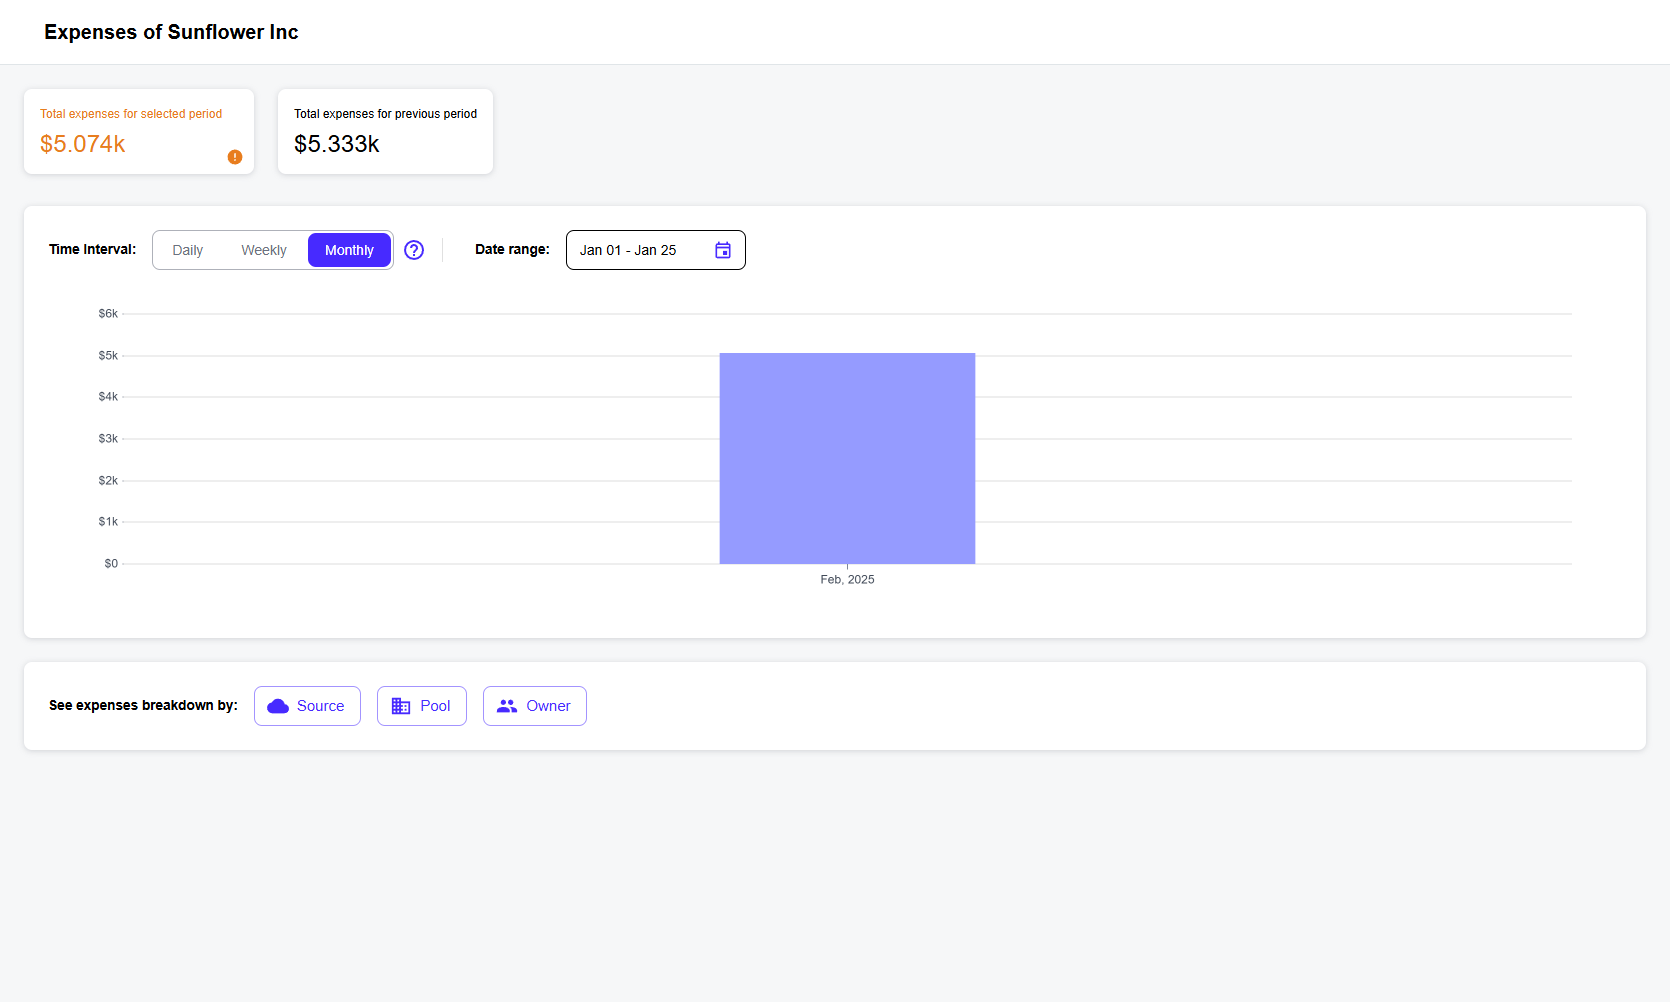 Expenses of Sunflower Inc
Total expenses for selected period
$5.074k
Total expenses for previous period
$5.333k
Time Interval:
Daily
Weekly
Monthly
Date range:
Jan 01 - Jan 25
$6k
$5k
$4k
$3k
$2k
$1k
$0
Feb, 2025
See expenses breakdown by:
Source
Pool
Owner